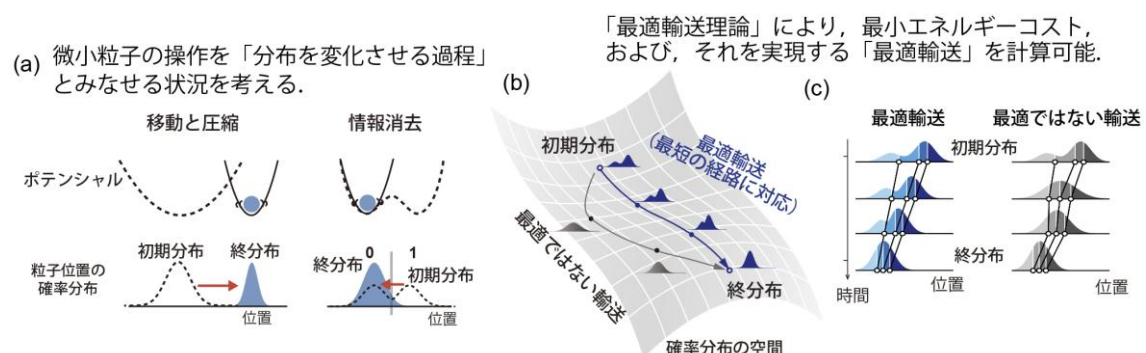 (a) 微小粒子の操作を「分布を変化させる過程」
とみなせる状況を考える.
移動と圧縮
情報消去
ポテンシャル
粒子位置の
確率分布
初期分布
終分布
位置
0
1
終分布
初期分布
位置
「最適輸送理論」により，最小エネルギーコスト，
および，それを実現する「最適輸送」を計算可能.
(b)
初期分布
最適輸送
（最短の経路に対応）
最適ではない輸送
終分布
確率分布の空間
(c)
最適輸送
最適ではない輸送
初期分布
終分布
時間
位置
位置